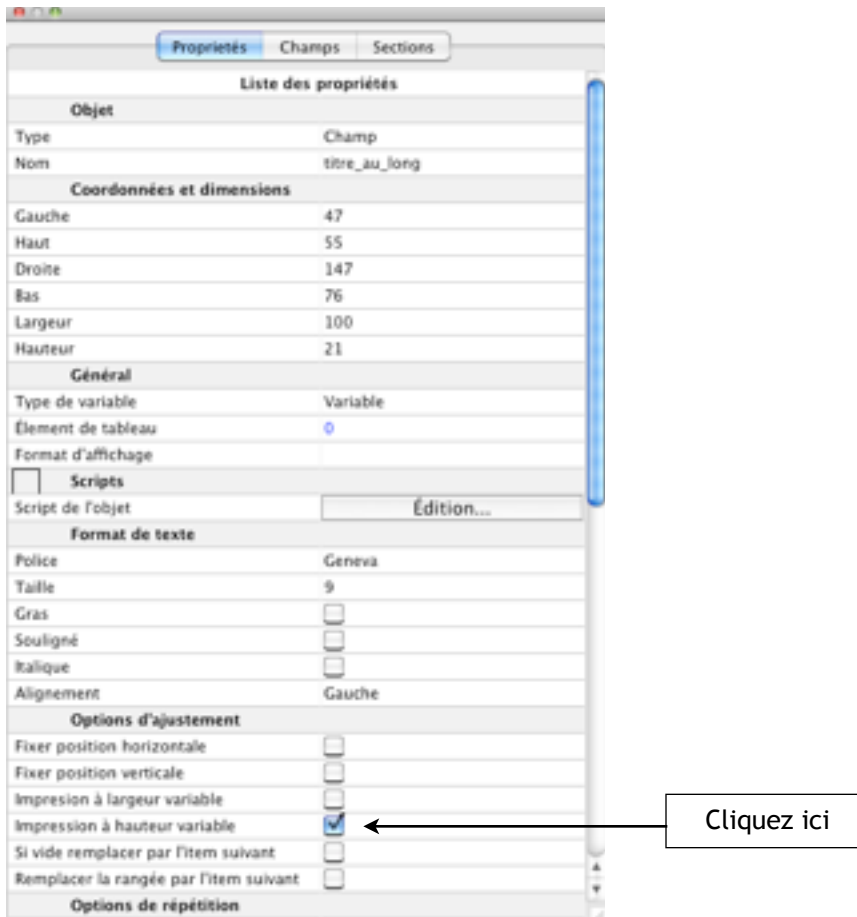 Proprietés Champs Sections
Liste des propriétés
Objet
Type Champ
Nom titre_au_long
Coordonnées et dimensions
Gauche 47
Haut 55
Droite 147
Bas 76
Largeur 100
Hauteur 21
Général
Type de variable Variable
Élement de tableau 0
Format d'affichage
Scripts
Script de l'objet Édition...
Format de texte
Police Geneva
Taille 9
Gras
Souligné
Italique
Alignement Gauche
Options d'ajustement
Fixer position horizontale
Fixer position verticale
Impresion à largeur variable
Impression à hauteur variable Cliquez ici
Si vide remplacer par l'item suivant
Remplacer la rangée par l'item suivant
Options de répétition